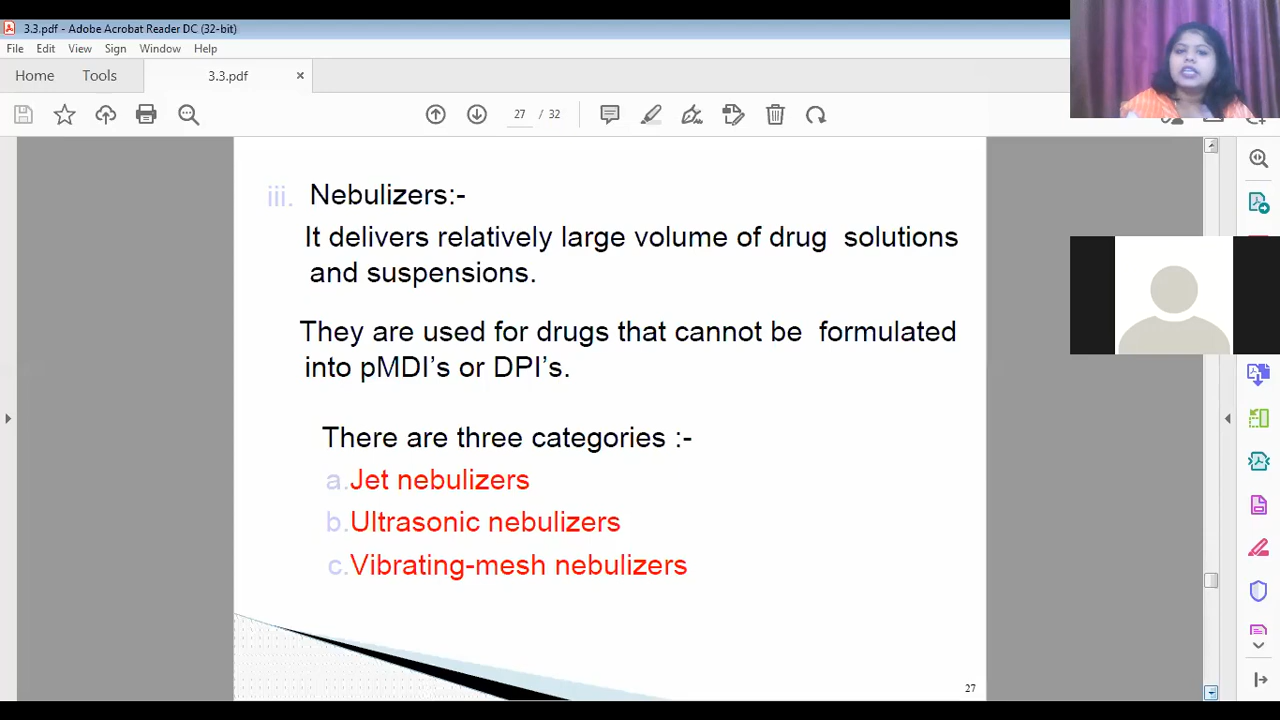 3.3.pdf - Adobe Acrobat Reader DC (32-bit)
File Edit View Sign Window Help
Home Tools 3.3.pdf ×
27 / 32
iii. Nebulizers:-
It delivers relatively large volume of drug solutions
and suspensions.
They are used for drugs that cannot be formulated
into pMDI’s or DPI’s.
There are three categories :-
a.Jet nebulizers
b.Ultrasonic nebulizers
c.Vibrating-mesh nebulizers
27